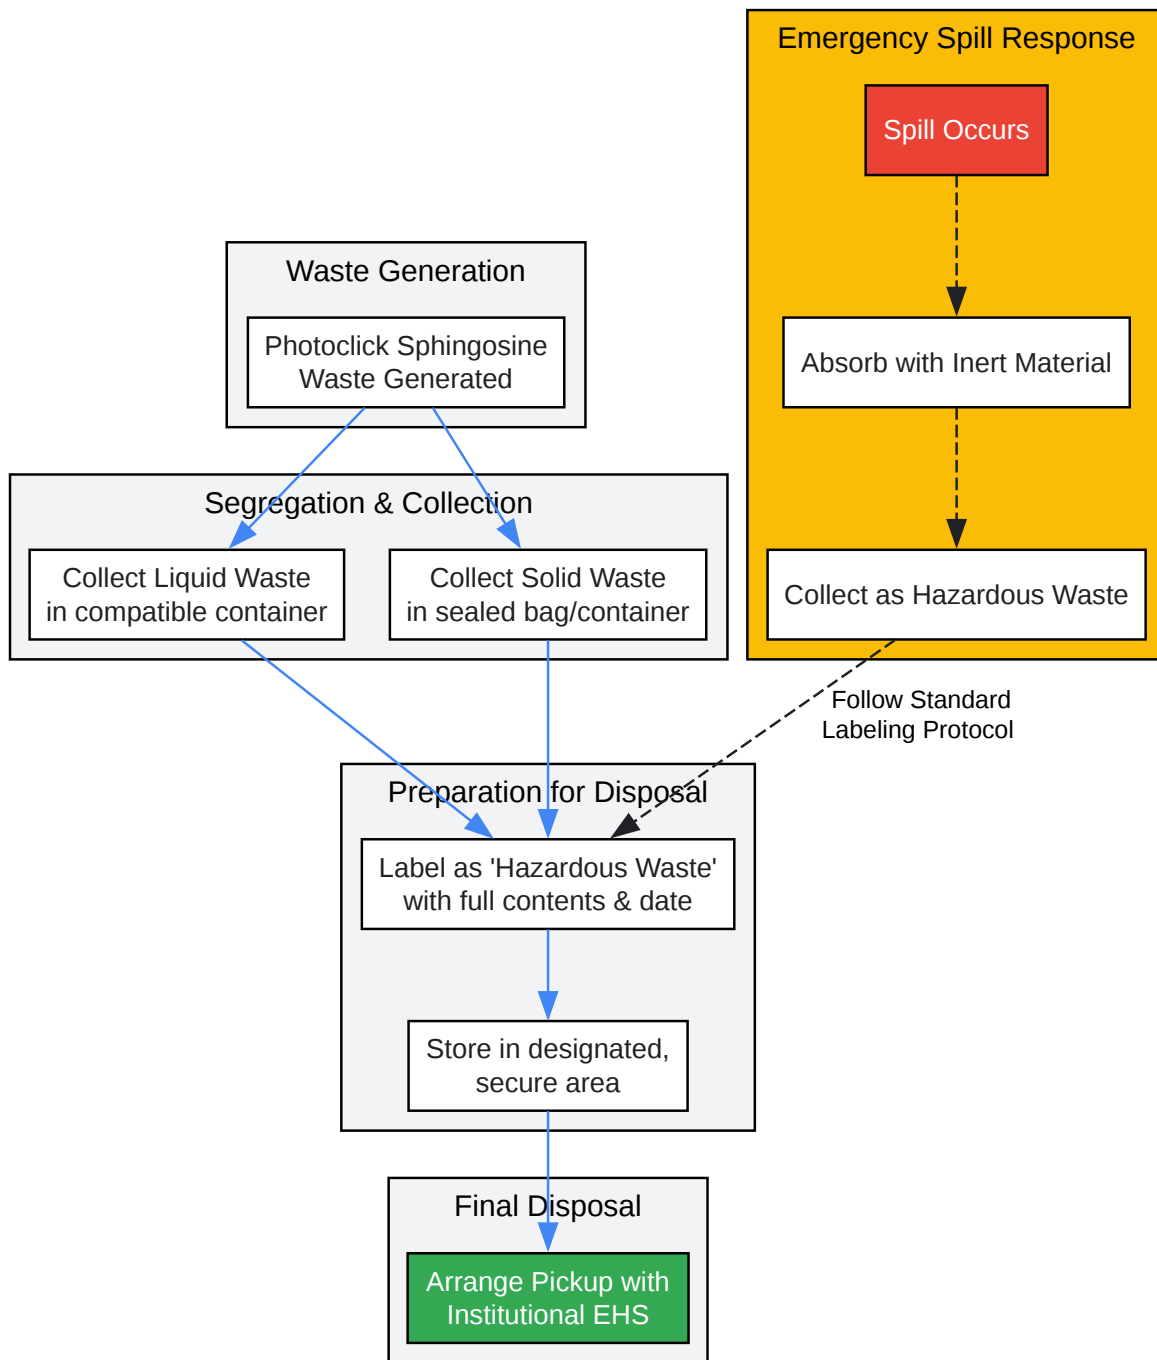 Emergency Spill Response
Spill Occurs
Absorb with Inert Material
Collect as Hazardous Waste
Follow Standard
Labeling Protocol
Waste Generation
Photoclick Sphingosine
Waste Generated
Segregation & Collection
Collect Liquid Waste
in compatible container
Collect Solid Waste
in sealed bag/container
Preparation for Disposal
Label as 'Hazardous Waste'
with full contents & date
Store in designated,
secure area
Final Disposal
Arrange Pickup with
Institutional EHS